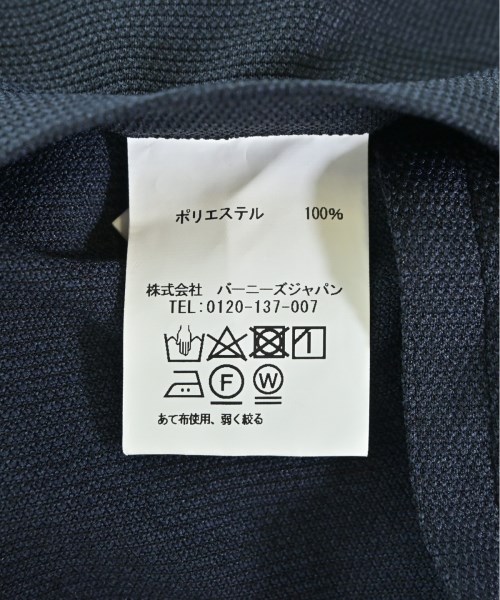 ポリエステル 100%
株式会社 バーニーズジャパン
TEL:0120-137-007
F W
あて布使用、弱く絞る